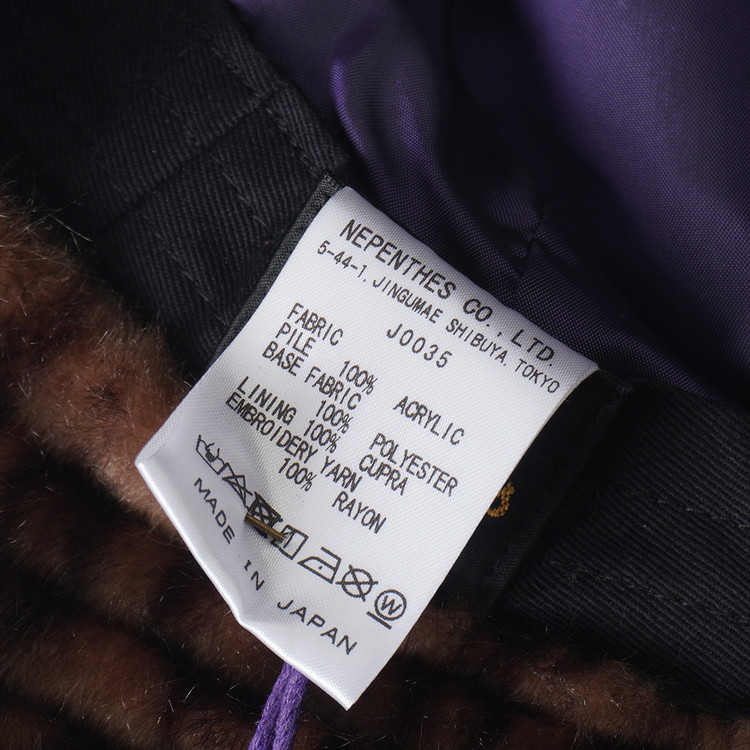 NEPENTHES CO., LTD.
5-44-1, JINGUMAE SHIBUYA, TOKYO
J0035
FABRIC
PILE
100% ACRYLIC
BASE FABRIC
100% POLYESTER
LINING 100% CUPRA
EMBROIDERY YARN
100% RAYON
W
MADE IN JAPAN